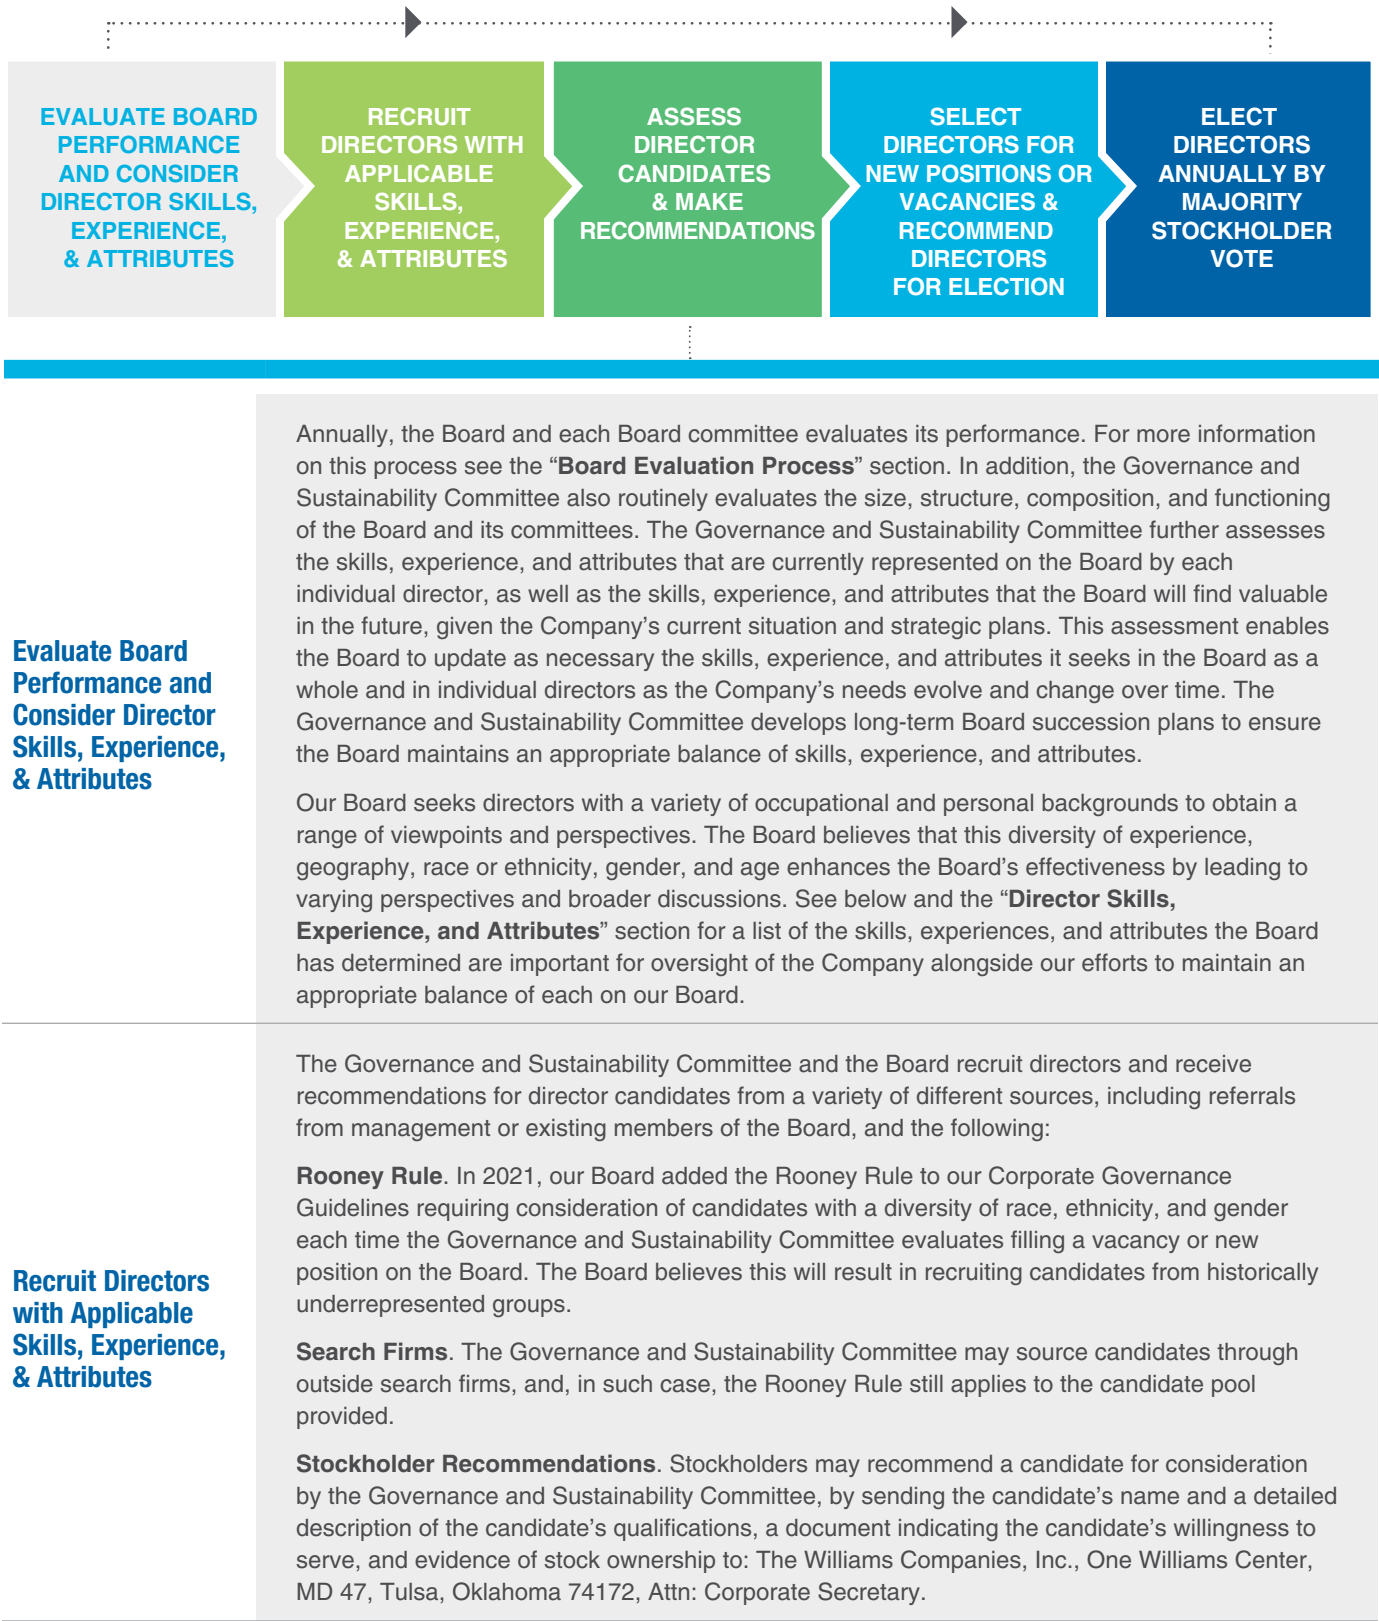 EVALUATE BOARD
PERFORMANCE
AND CONSIDER
DIRECTOR SKILLS,
EXPERIENCE,
& ATTRIBUTES
RECRUIT
DIRECTORS WITH
APPLICABLE
SKILLS,
EXPERIENCE,
& ATTRIBUTES
ASSESS
DIRECTOR
CANDIDATES
& MAKE
RECOMMENDATIONS
SELECT
DIRECTORS FOR
NEW POSITIONS OR
VACANCIES &
RECOMMEND
DIRECTORS
FOR ELECTION
ELECT
DIRECTORS
ANNUALLY BY
MAJORITY
STOCKHOLDER
VOTE
Evaluate Board
Performance and
Consider Director
Skills, Experience,
& Attributes
Annually, the Board and each Board committee evaluates its performance. For more information
on this process see the “Board Evaluation Process” section. In addition, the Governance and
Sustainability Committee also routinely evaluates the size, structure, composition, and functioning
of the Board and its committees. The Governance and Sustainability Committee further assesses
the skills, experience, and attributes that are currently represented on the Board by each
individual director, as well as the skills, experience, and attributes that the Board will find valuable
in the future, given the Company’s current situation and strategic plans. This assessment enables
the Board to update as necessary the skills, experience, and attributes it seeks in the Board as a
whole and in individual directors as the Company’s needs evolve and change over time. The
Governance and Sustainability Committee develops long-term Board succession plans to ensure
the Board maintains an appropriate balance of skills, experience, and attributes.
Our Board seeks directors with a variety of occupational and personal backgrounds to obtain a
range of viewpoints and perspectives. The Board believes that this diversity of experience,
geography, race or ethnicity, gender, and age enhances the Board’s effectiveness by leading to
varying perspectives and broader discussions. See below and the “Director Skills,
Experience, and Attributes” section for a list of the skills, experiences, and attributes the Board
has determined are important for oversight of the Company alongside our efforts to maintain an
appropriate balance of each on our Board.
Recruit Directors
with Applicable
Skills, Experience,
& Attributes
The Governance and Sustainability Committee and the Board recruit directors and receive
recommendations for director candidates from a variety of different sources, including referrals
from management or existing members of the Board, and the following:
Rooney Rule. In 2021, our Board added the Rooney Rule to our Corporate Governance
Guidelines requiring consideration of candidates with a diversity of race, ethnicity, and gender
each time the Governance and Sustainability Committee evaluates filling a vacancy or new
position on the Board. The Board believes this will result in recruiting candidates from historically
underrepresented groups.
Search Firms. The Governance and Sustainability Committee may source candidates through
outside search firms, and, in such case, the Rooney Rule still applies to the candidate pool
provided.
Stockholder Recommendations. Stockholders may recommend a candidate for consideration
by the Governance and Sustainability Committee, by sending the candidate’s name and a detailed
description of the candidate’s qualifications, a document indicating the candidate’s willingness to
serve, and evidence of stock ownership to: The Williams Companies, Inc., One Williams Center,
MD 47, Tulsa, Oklahoma 74172, Attn: Corporate Secretary.